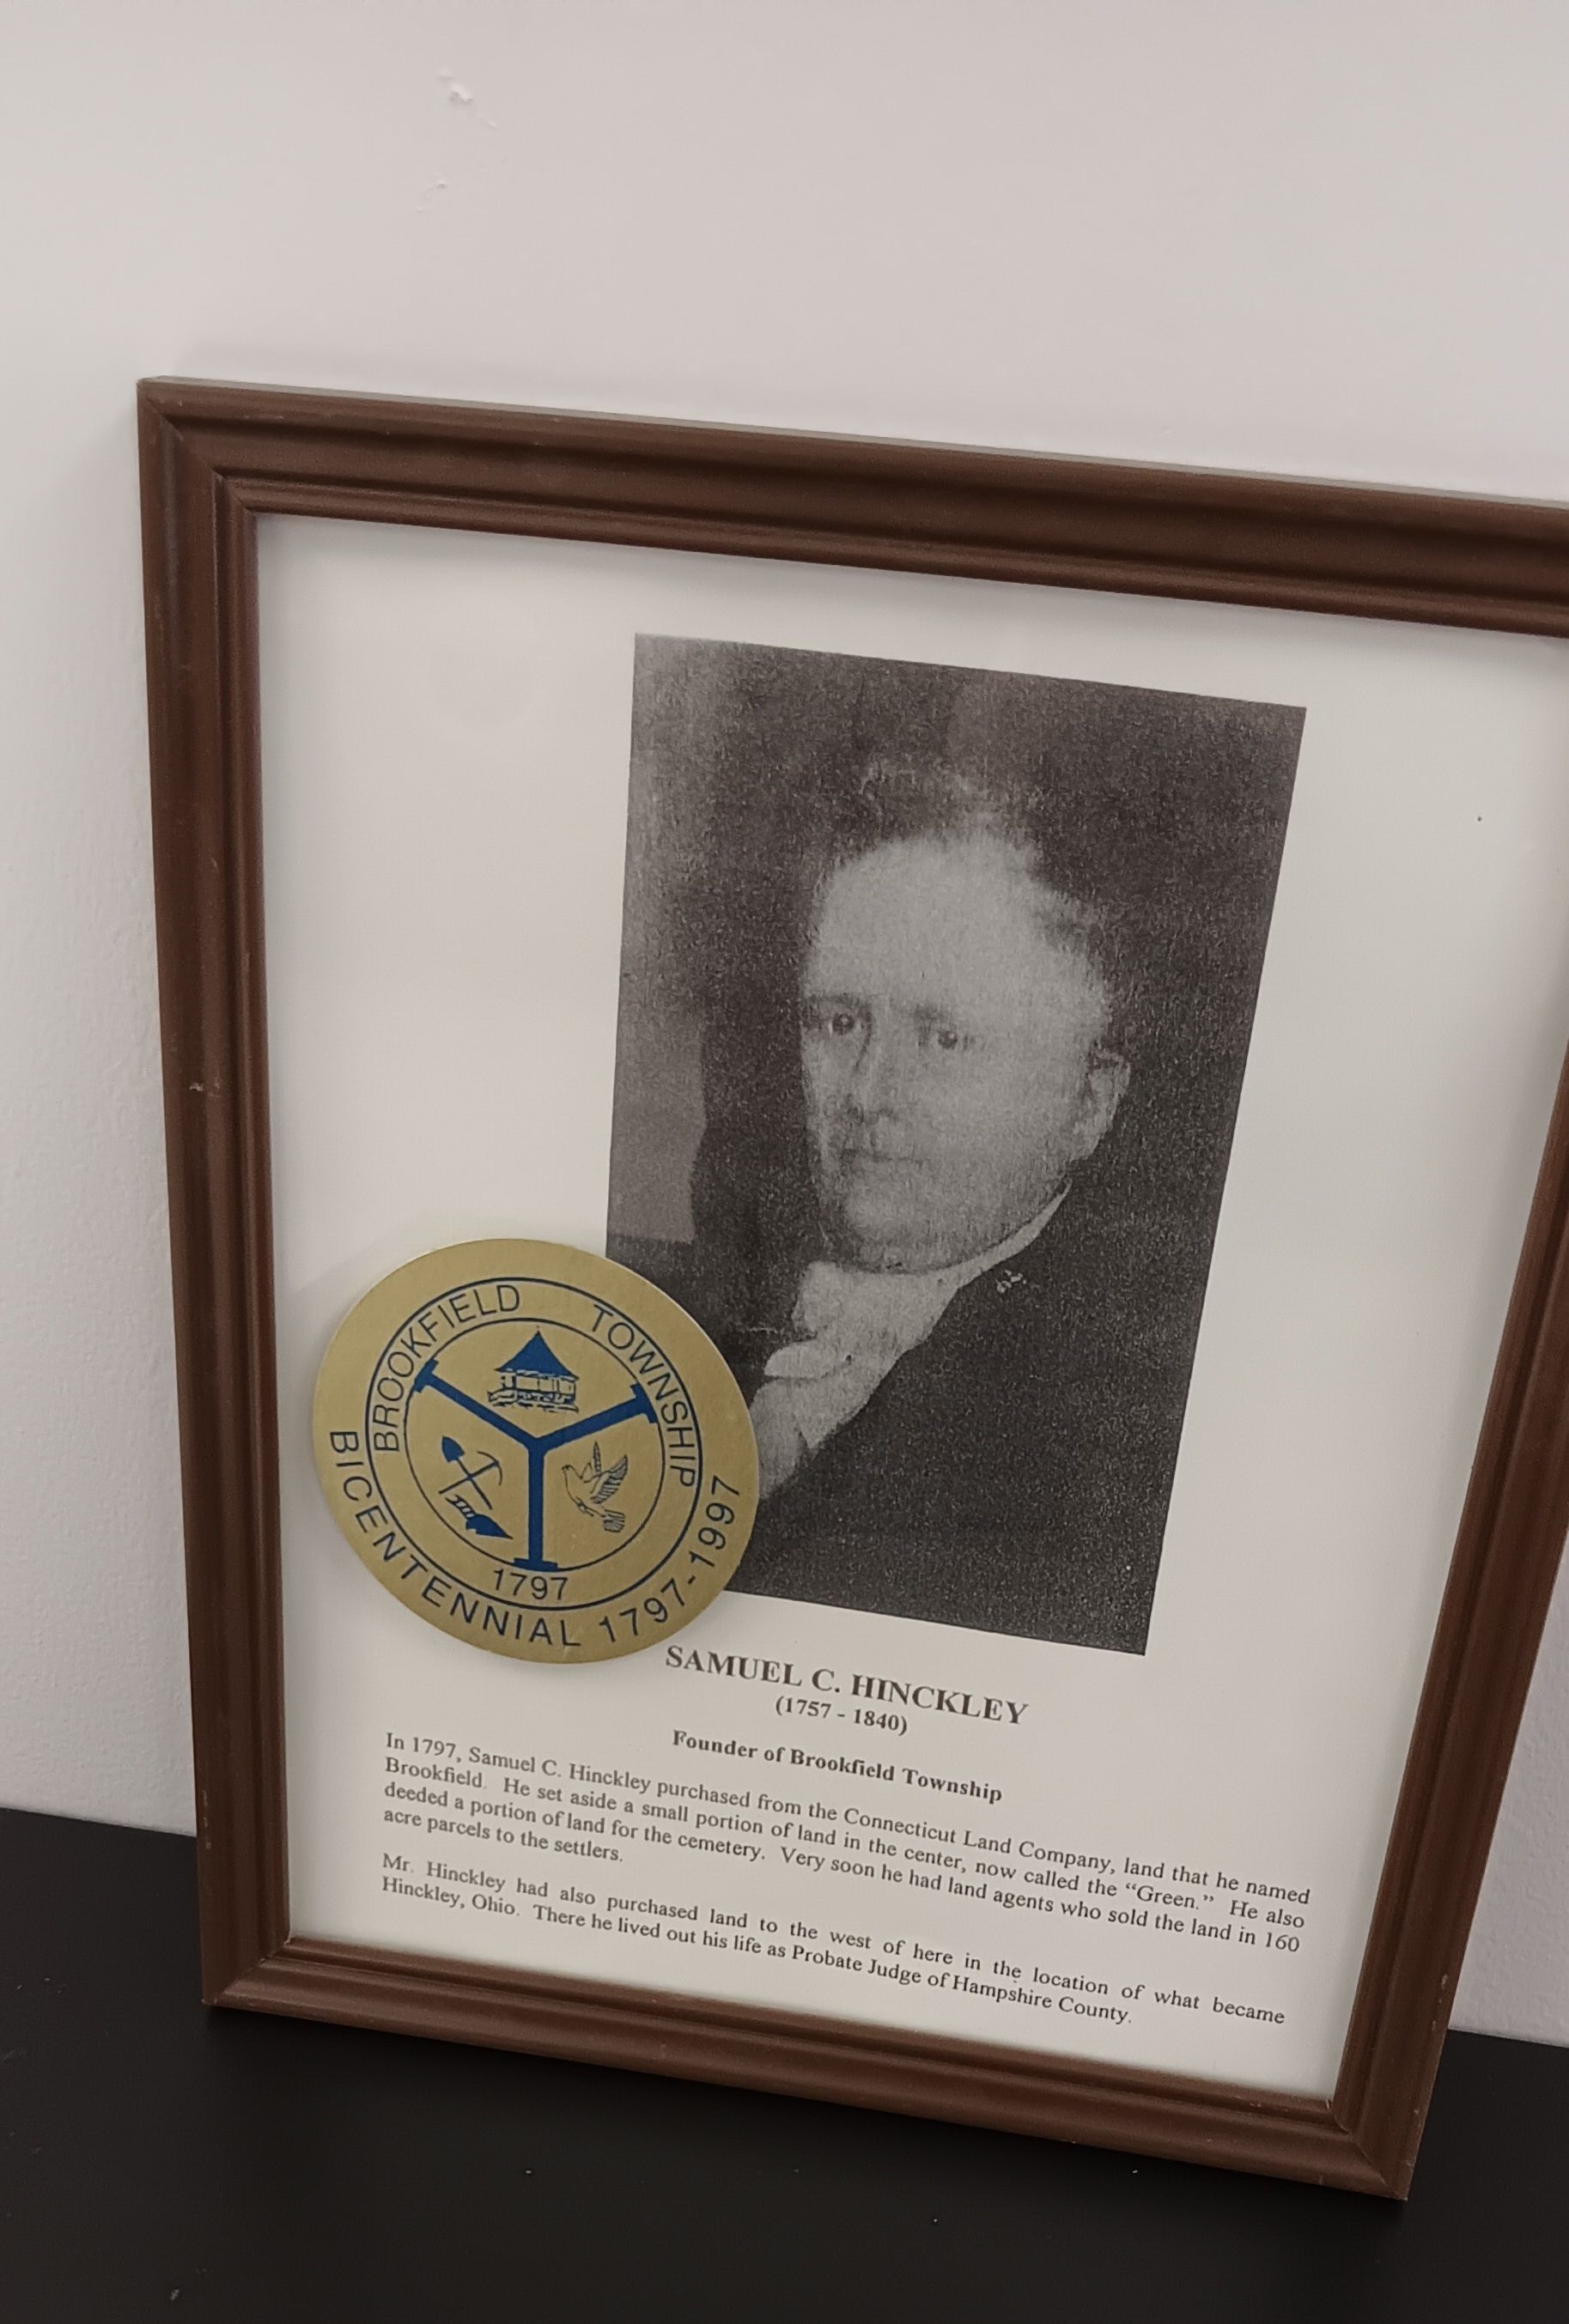 BROOKFIELD TOWNSHIP
1797
BICENTENNIAL 1797-1997
SAMUEL C. HINCKLEY
(1757 - 1840)
Founder of Brookfield Township
In 1797, Samuel C. Hinckley purchased from the Connecticut Land Company, land that he named
Brookfield. He set aside a small portion of land in the center, now called the “Green.” He also
deeded a portion of land for the cemetery. Very soon he had land agents who sold the land in 160
acre parcels to the settlers.
Mr. Hinckley had also purchased land to the west of here in the location of what became
Hinckley, Ohio. There he lived out his life as Probate Judge of Hampshire County.